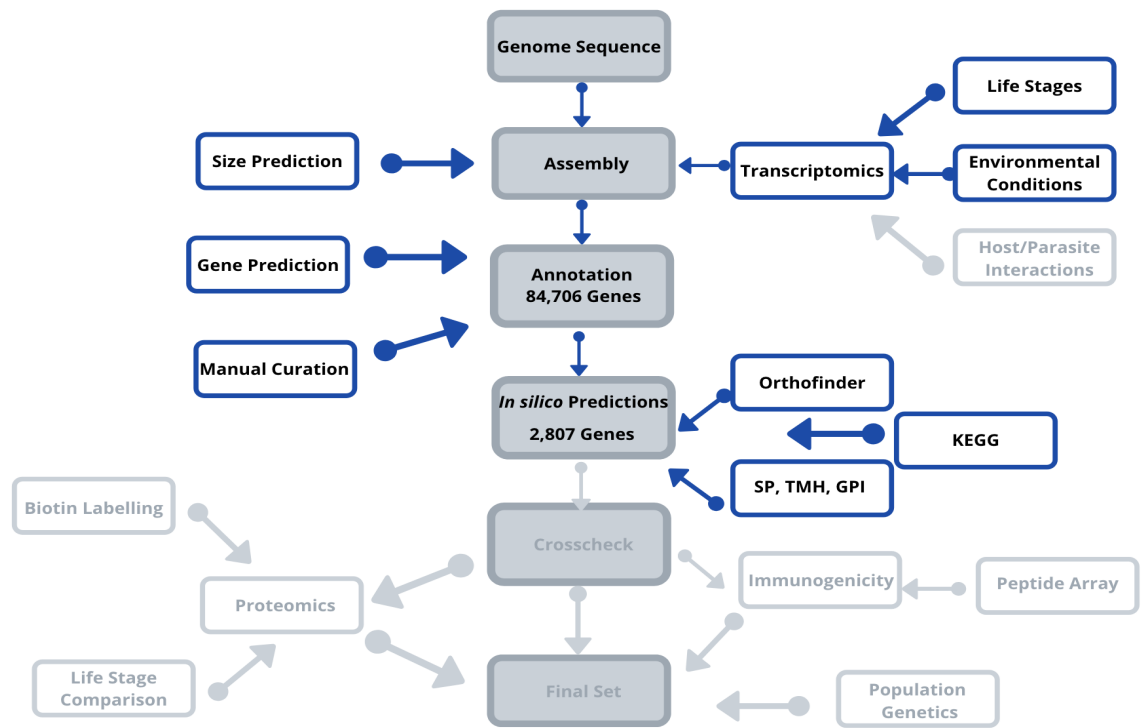 Genome Sequence
Life Stages
Size Prediction
Assembly
Transcriptomics
Environmental
Conditions
Host/Parasite
Interactions
Gene Prediction
Annotation
84,706 Genes
Manual Curation
In silico Predictions
2,807 Genes
Orthofinder
KEGG
SP, TMH, GPI
Biotin Labelling
Crosscheck
Immunogenicity
Peptide Array
Proteomics
Life Stage
Comparison
Final Set
Population
Genetics